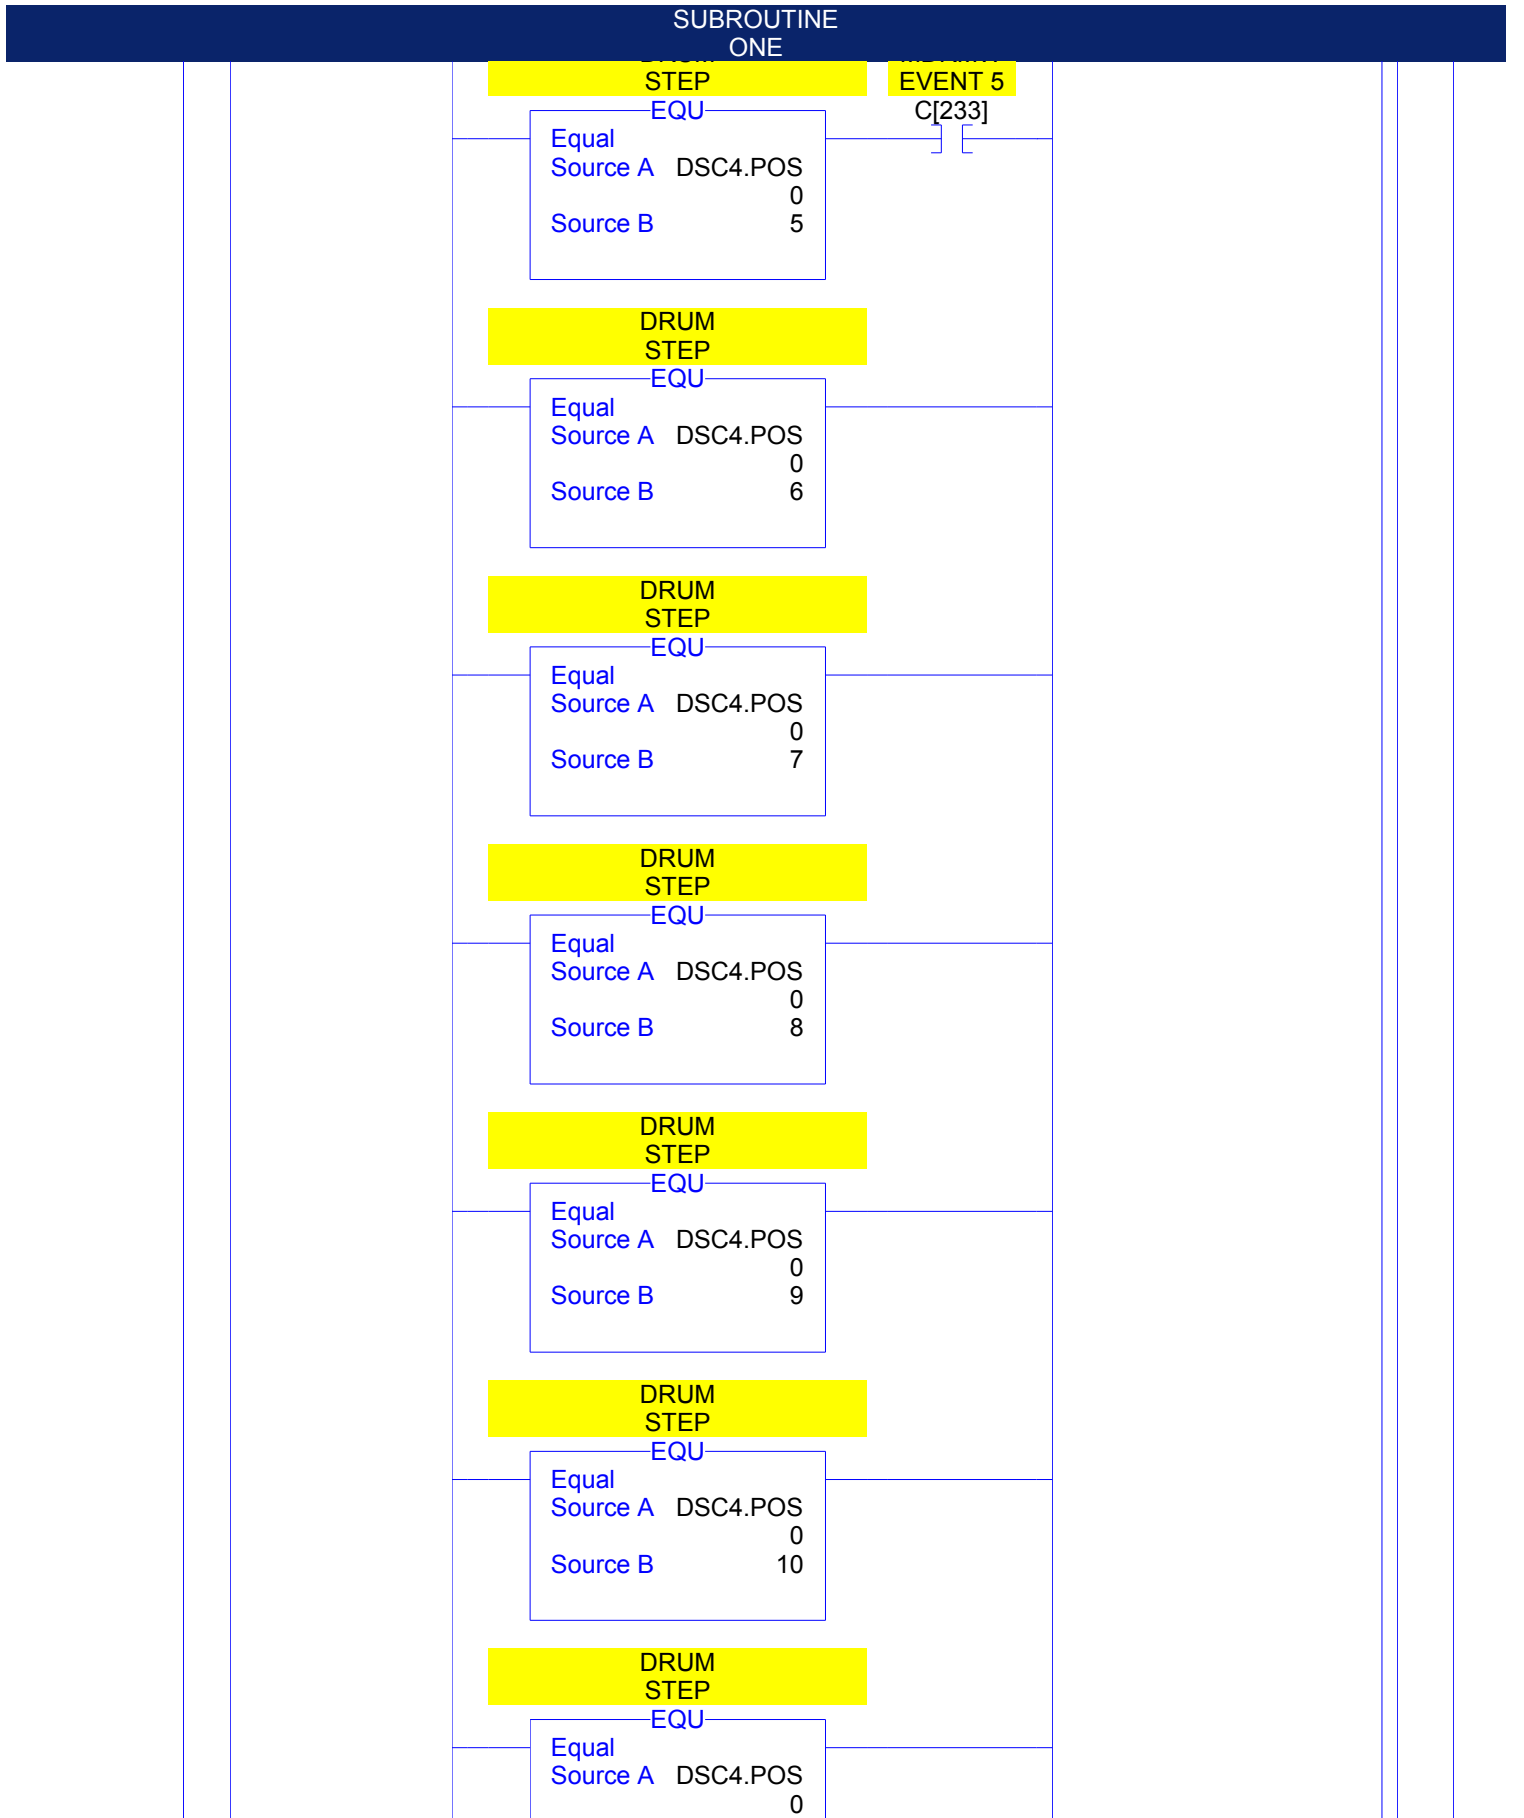 SUBROUTINE
ONE
STEP
EVENT 5
EQU
C[233]
Equal
Source A DSC4.POS
0
Source B 5
DRUM
STEP
EQU
Equal
Source A DSC4.POS
0
Source B 6
DRUM
STEP
EQU
Equal
Source A DSC4.POS
0
Source B 7
DRUM
STEP
EQU
Equal
Source A DSC4.POS
0
Source B 8
DRUM
STEP
EQU
Equal
Source A DSC4.POS
0
Source B 9
DRUM
STEP
EQU
Equal
Source A DSC4.POS
0
Source B 10
DRUM
STEP
EQU
Equal
Source A DSC4.POS
0